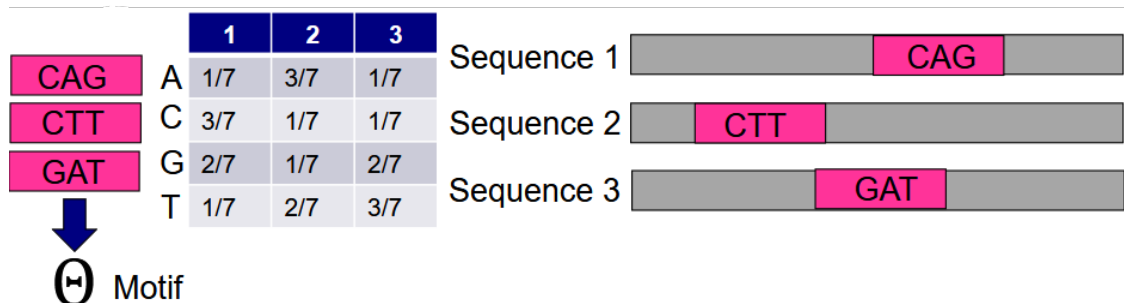 1 2 3
CAG
CTT
GAT
A 1/7 3/7 1/7
C 3/7 1/7 1/7
G 2/7 1/7 2/7
T 1/7 2/7 3/7
Θ Motif
Sequence 1 CAG
Sequence 2 CTT
Sequence 3 GAT